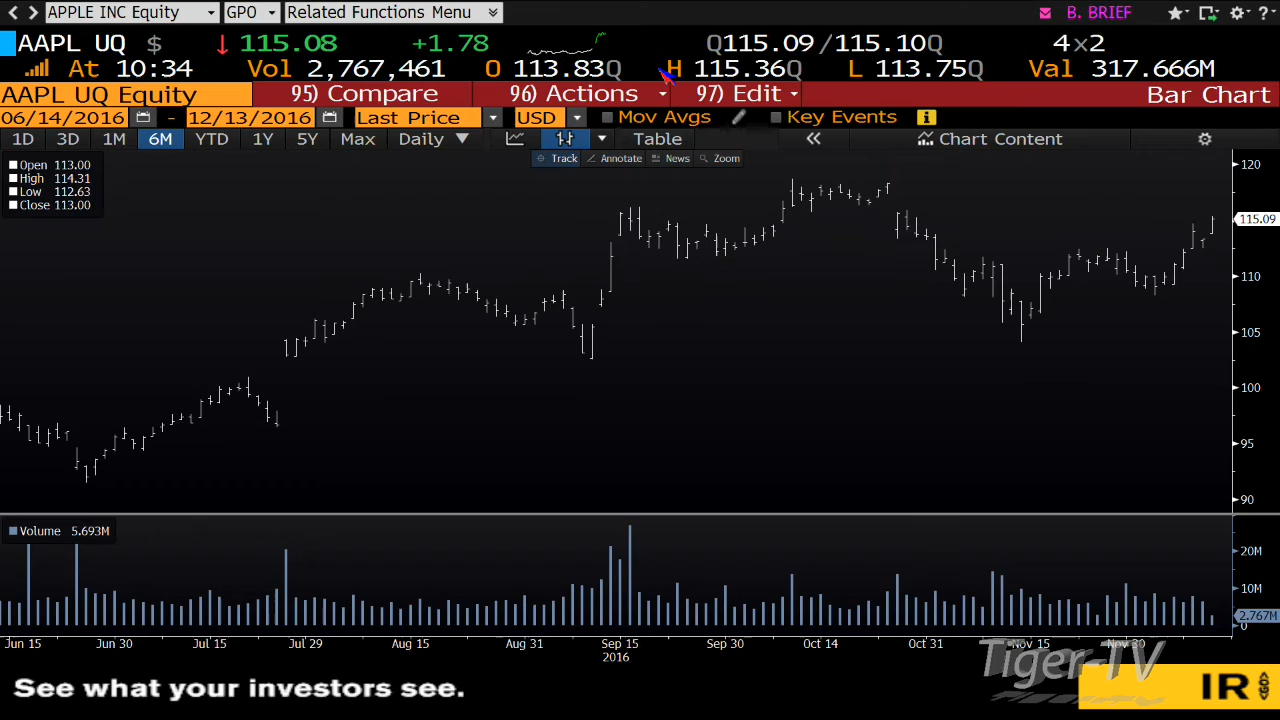 APPLE INC Equity GPO Related Functions Menu B. BRIEF ?
AAPL UQ $ ↓ 115.08 +1.78 Q115.09 /115.10Q 4×2
At 10:34 Vol 2,767,461 O 113.83Q H 115.36Q L 113.75Q Val 317.666M
AAPL UQ Equity 95) Compare 96) Actions 97) Edit Bar Chart
06/14/2016 - 12/13/2016 Last Price USD Mov Avgs Key Events i
1D 3D 1M 6M YTD 1Y 5Y Max Daily Table Chart Content
Track Annotate News Zoom
Open 113.00
High 114.31
Low 112.63
Close 113.00
120
115.09
110
105
100
95
90
Volume 5.693M
20M
10M
2.767M
0
Jun 15 Jun 30 Jul 15 Jul 29 Aug 15 Aug 31 Sep 15 Sep 30 Oct 14 Oct 31 Nov 15 Nov 30
2016
Tiger-TV
See what your investors see.
IR